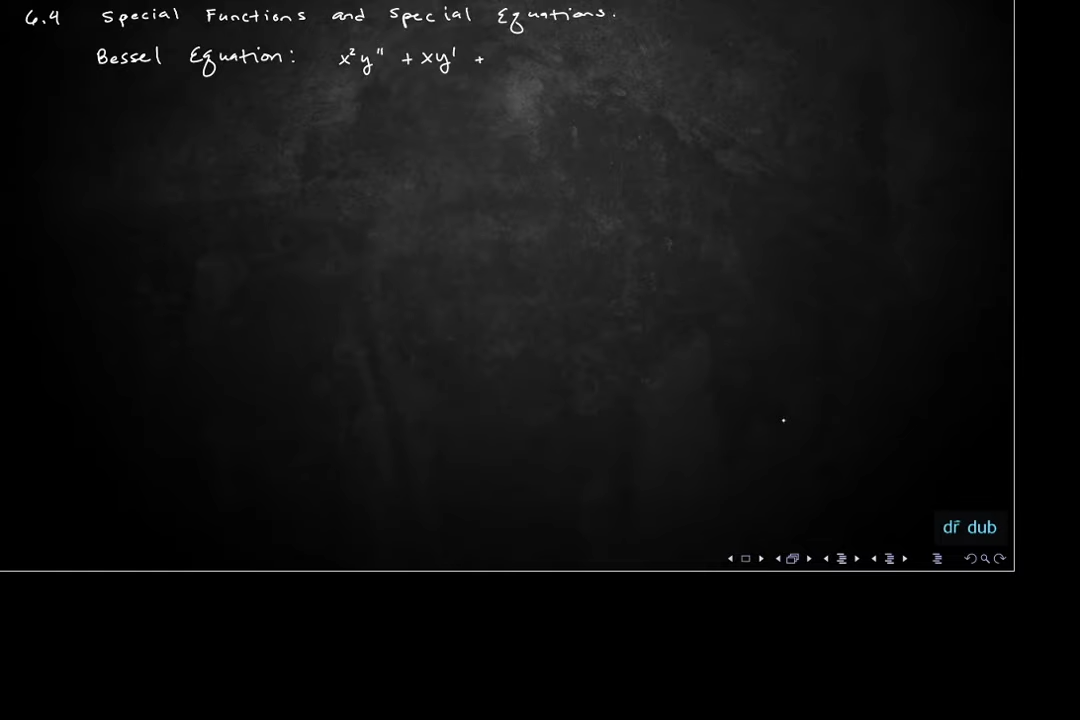 6.4 Special Functions and Special Equations.
Bessel Equation: x²y" + xy' +
dr dub